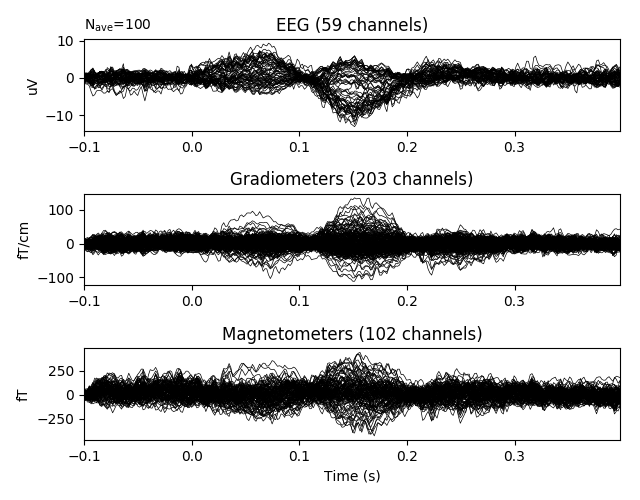 N_ave=100
EEG (59 channels)
10
0
−10
uV
−0.1 0.0 0.1 0.2 0.3
Gradiometers (203 channels)
100
0
−100
fT/cm
−0.1 0.0 0.1 0.2 0.3
Magnetometers (102 channels)
250
0
−250
fT
−0.1 0.0 0.1 0.2 0.3
Time (s)